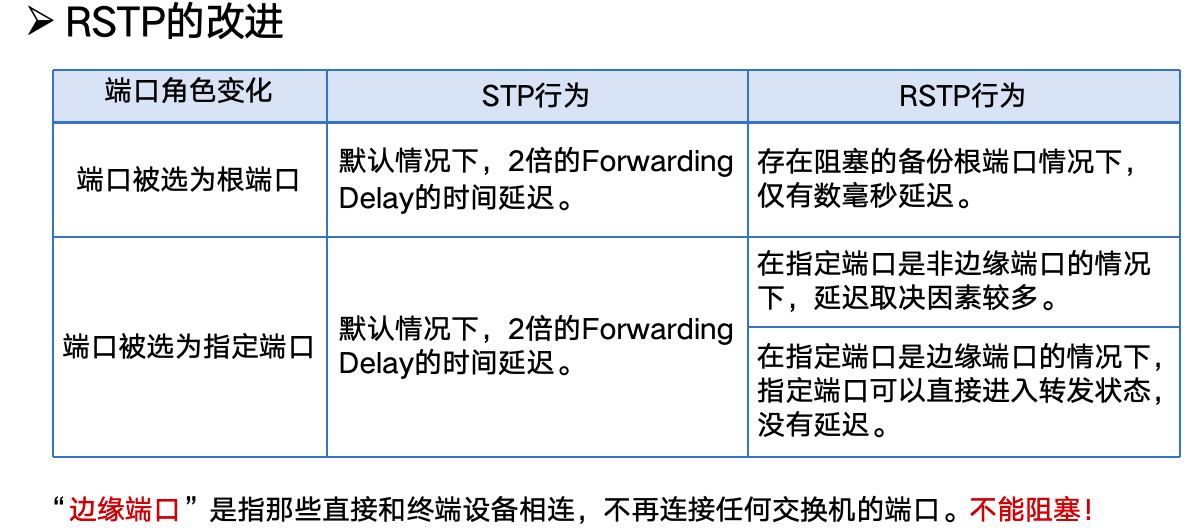 ➢ RSTP的改进
端口角色变化
STP行为
RSTP行为
端口被选为根端口
默认情况下，2倍的Forwarding
Delay的时间延迟。
存在阻塞的备份根端口情况下，
仅有数毫秒延迟。
端口被选为指定端口
默认情况下，2倍的Forwarding
Delay的时间延迟。
在指定端口是非边缘端口的情况
下，延迟取决因素较多。
在指定端口是边缘端口的情况下，
指定端口可以直接进入转发状态，
没有延迟。
“边缘端口”是指那些直接和终端设备相连，不再连接任何交换机的端口。不能阻塞！